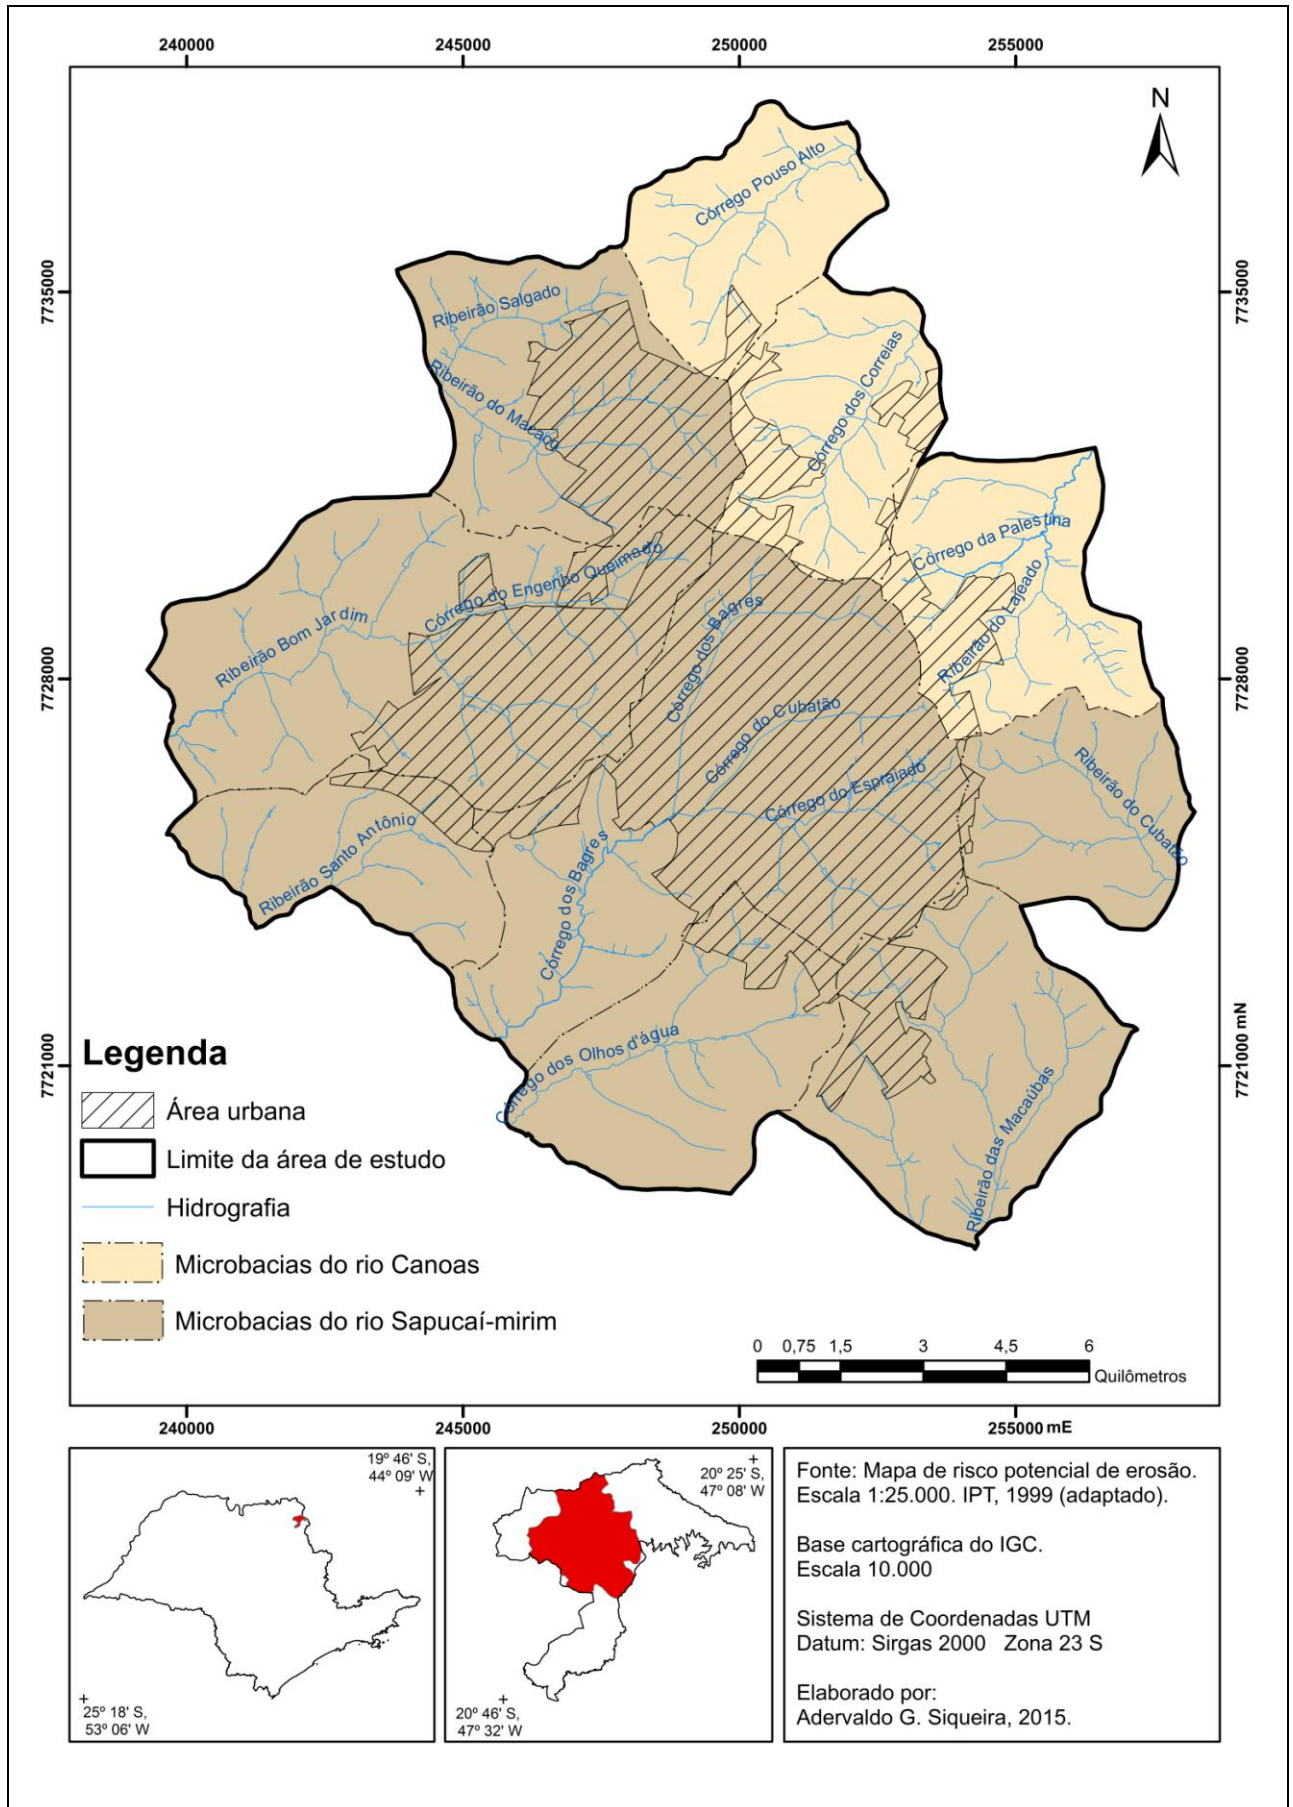 240000 245000 250000 255000
N
Córrego Pouso Alto
7735000
7735000
Ribeirão Salgado
Ribeirão do Macaco
Córrego dos Correias
Córrego da Palestina
Córrego do Engenho Queimado
Ribeirão do Lajeado
Córrego dos Bagres
Ribeirão Bom Jardim
7728000
7728000
Córrego do Cubatão
Córrego do Espraiado
Ribeirão do Cubatão
Ribeirão Santo Antônio
Córrego dos Bagres
Córrego dos Olhos d'água
Ribeirão das Macaúbas
7721000
7721000 mN
Legenda
Área urbana
Limite da área de estudo
Hidrografia
Microbacias do rio Canoas
Microbacias do rio Sapucaí-mirim
0 0,75 1,5 3 4,5 6
Quilômetros
240000 245000 250000 255000 mE
19º 46' S,
44º 09' W
25º 18' S,
53º 06' W
20º 25' S,
47º 08' W
20º 46' S,
47º 32' W
Fonte: Mapa de risco potencial de erosão.
Escala 1:25.000. IPT, 1999 (adaptado).
Base cartográfica do IGC.
Escala 10.000
Sistema de Coordenadas UTM
Datum: Sirgas 2000 Zona 23 S
Elaborado por:
Adervaldo G. Siqueira, 2015.